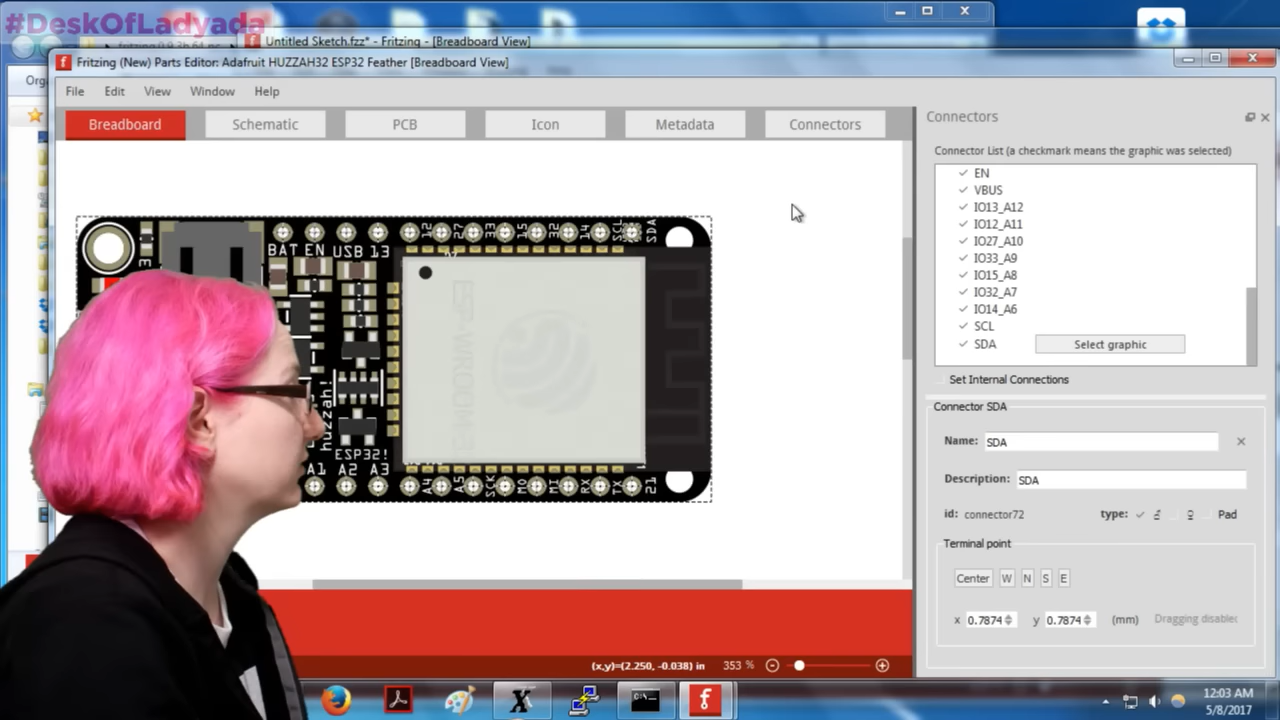 #DeskOfLadyada
Untitled Sketch.fzz* - Fritzing - [Breadboard View]
Fritzing (New) Parts Editor: Adafruit HUZZAH32 ESP32 Feather [Breadboard View]
File Edit View Window Help
Breadboard Schematic PCB Icon Metadata Connectors
Connectors
Connector List (a checkmark means the graphic was selected)
EN
VBUS
IO13_A12
IO12_A11
IO27_A10
IO33_A9
IO15_A8
IO32_A7
IO14_A6
SCL
SDA Select graphic
Set Internal Connections
Connector SDA
Name: SDA
Description: SDA
id: connector72 type: Pad
Terminal point
Center W N S E
x 0.7874 y 0.7874 (mm) Dragging disabled
12 27 33 15 32 14 SCL SDA
BAT EN USB 13
huzzah!
ESP32!
A1 A2 A3 A4 A5 SCK MO MI RX TX 21
(x,y)=(2.250, -0.038) in 353 %
12:03 AM
5/8/2017